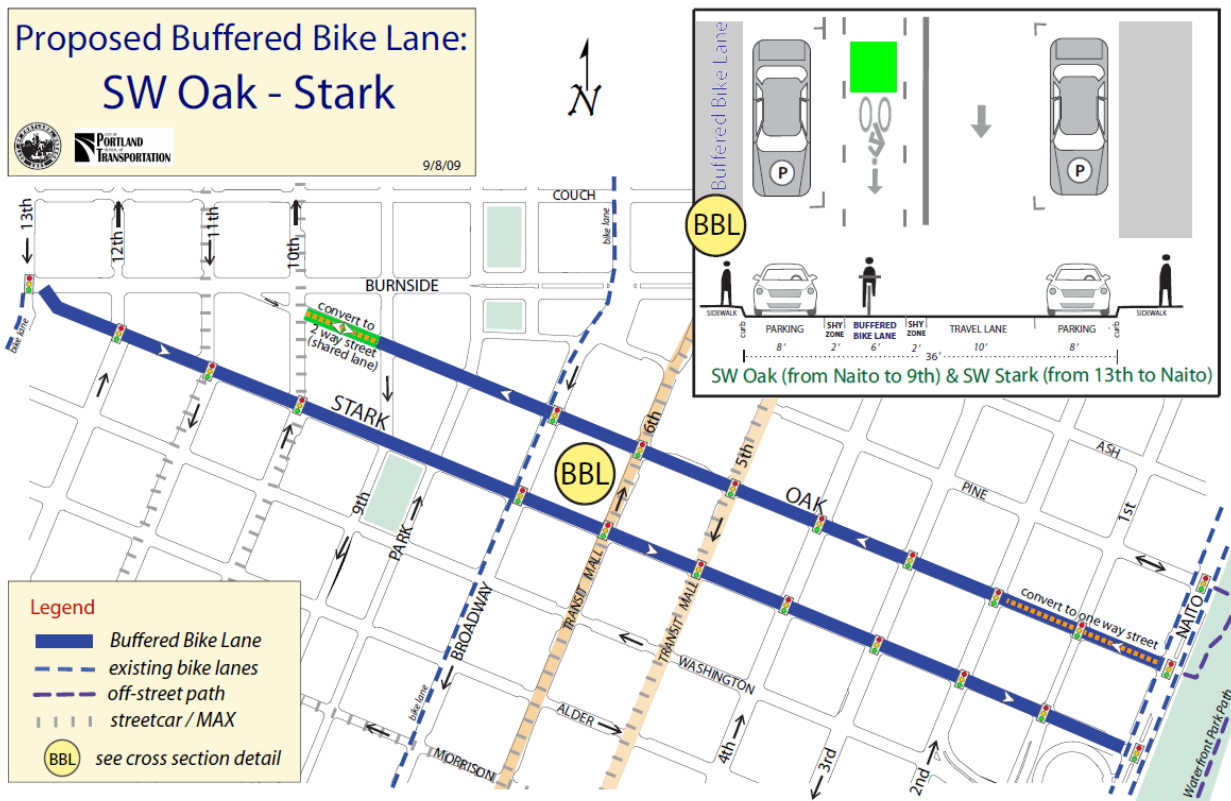 Proposed Buffered Bike Lane:
SW Oak - Stark
CITY OF
PORTLAND
TRANSPORTATION
9/8/09
N
Buffered Bike Lane
P
P
BBL
SIDEWALK
SIDEWALK
curb
PARKING
SHY
ZONE
BUFFERED
BIKE LANE
SHY
ZONE
TRAVEL LANE
PARKING
curb
8'
2'
6'
2'
10'
8'
36'
SW Oak (from Naito to 9th) & SW Stark (from 13th to Naito)
13th
12th
11th
10th
COUCH
bike lane
BURNSIDE
bike lane
convert to
2 way street
(shared lane)
STARK
6th
5th
BBL
OAK
ASH
PINE
1st
9th
PARK
BROADWAY
TRANSIT MALL
TRANSIT MALL
convert to one way street
NAITO
WASHINGTON
ALDER
MORRISON
bike lane
4th
3rd
2nd
Waterfront Park Path
Legend
Buffered Bike Lane
existing bike lanes
off-street path
streetcar / MAX
BBL see cross section detail